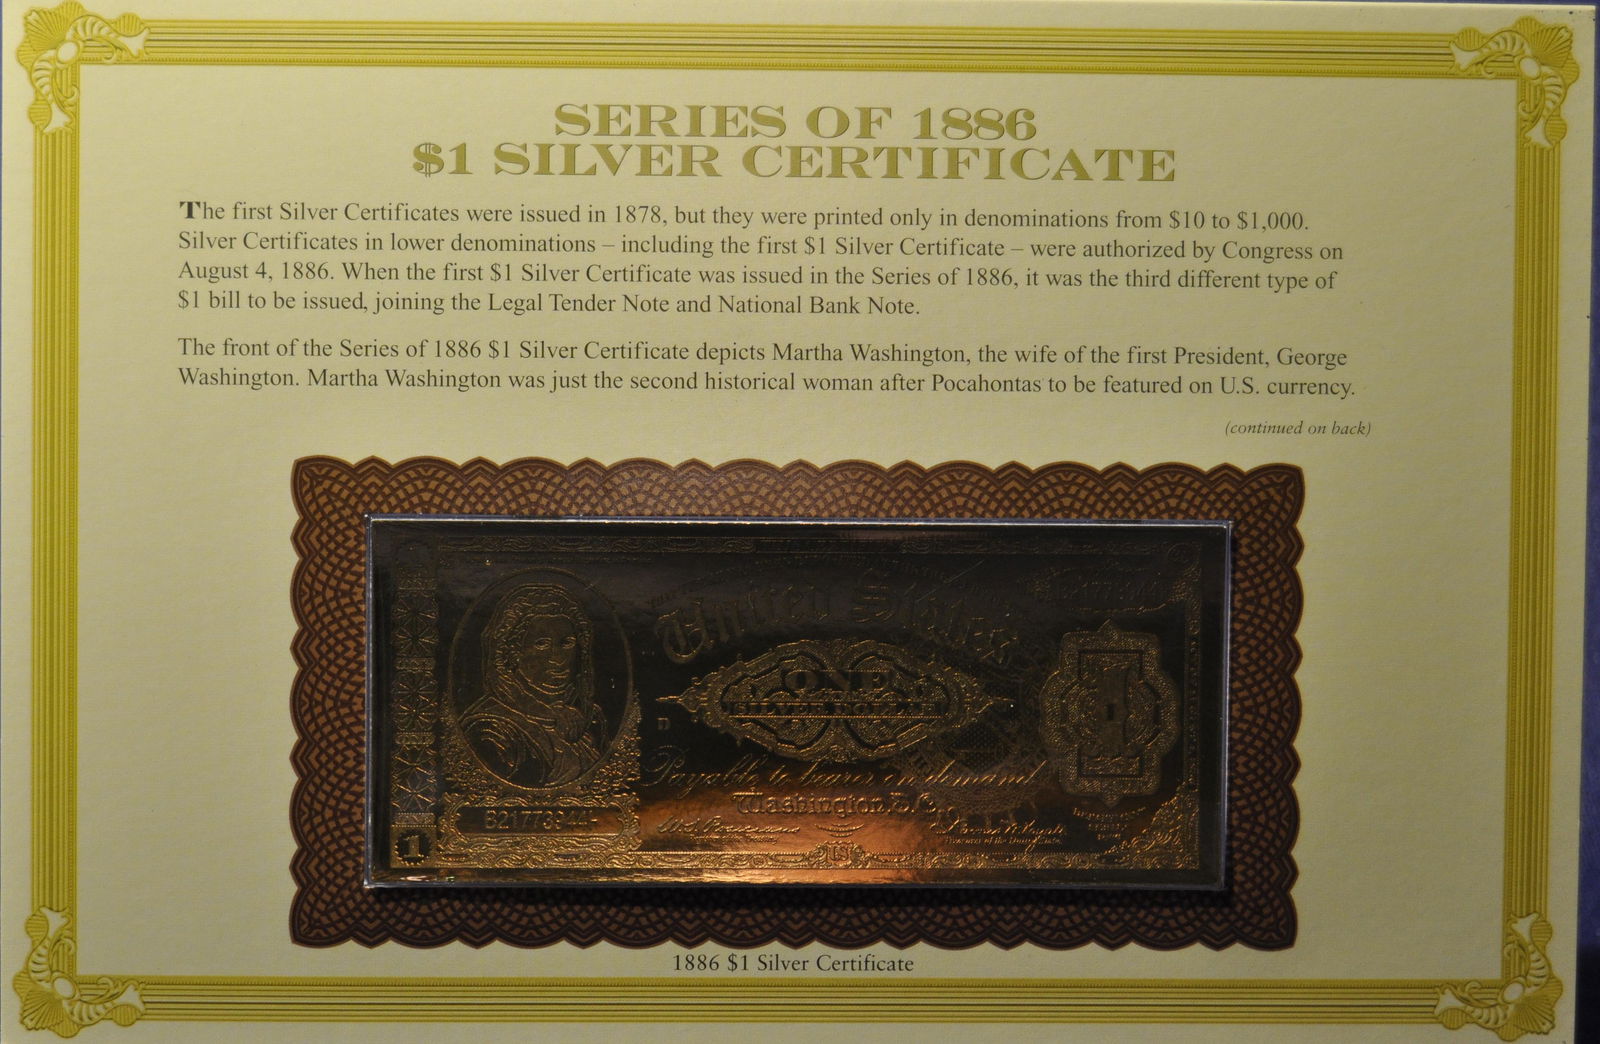 SERIES OF 1886
$1 SILVER CERTIFICATE
The first Silver Certificates were issued in 1878, but they were printed only in denominations from $10 to $1,000.
Silver Certificates in lower denominations – including the first $1 Silver Certificate – were authorized by Congress on
August 4, 1886. When the first $1 Silver Certificate was issued in the Series of 1886, it was the third different type of
$1 bill to be issued, joining the Legal Tender Note and National Bank Note.
The front of the Series of 1886 $1 Silver Certificate depicts Martha Washington, the wife of the first President, George
Washington. Martha Washington was just the second historical woman after Pocahontas to be featured on U.S. currency.
(continued on back)
United States
ONE
SILVER DOLLAR
D
Payable to bearer on demand
Washington, D.C.
1
1886 $1 Silver Certificate